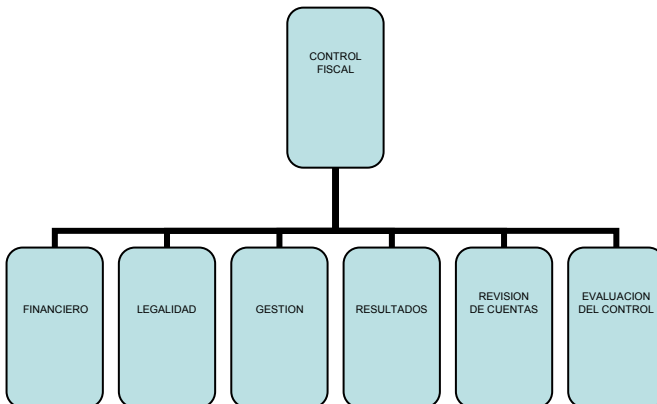 CONTROL
FISCAL
FINANCIERO
LEGALIDAD
GESTION
RESULTADOS
REVISION
DE CUENTAS
EVALUACION
DEL CONTROL